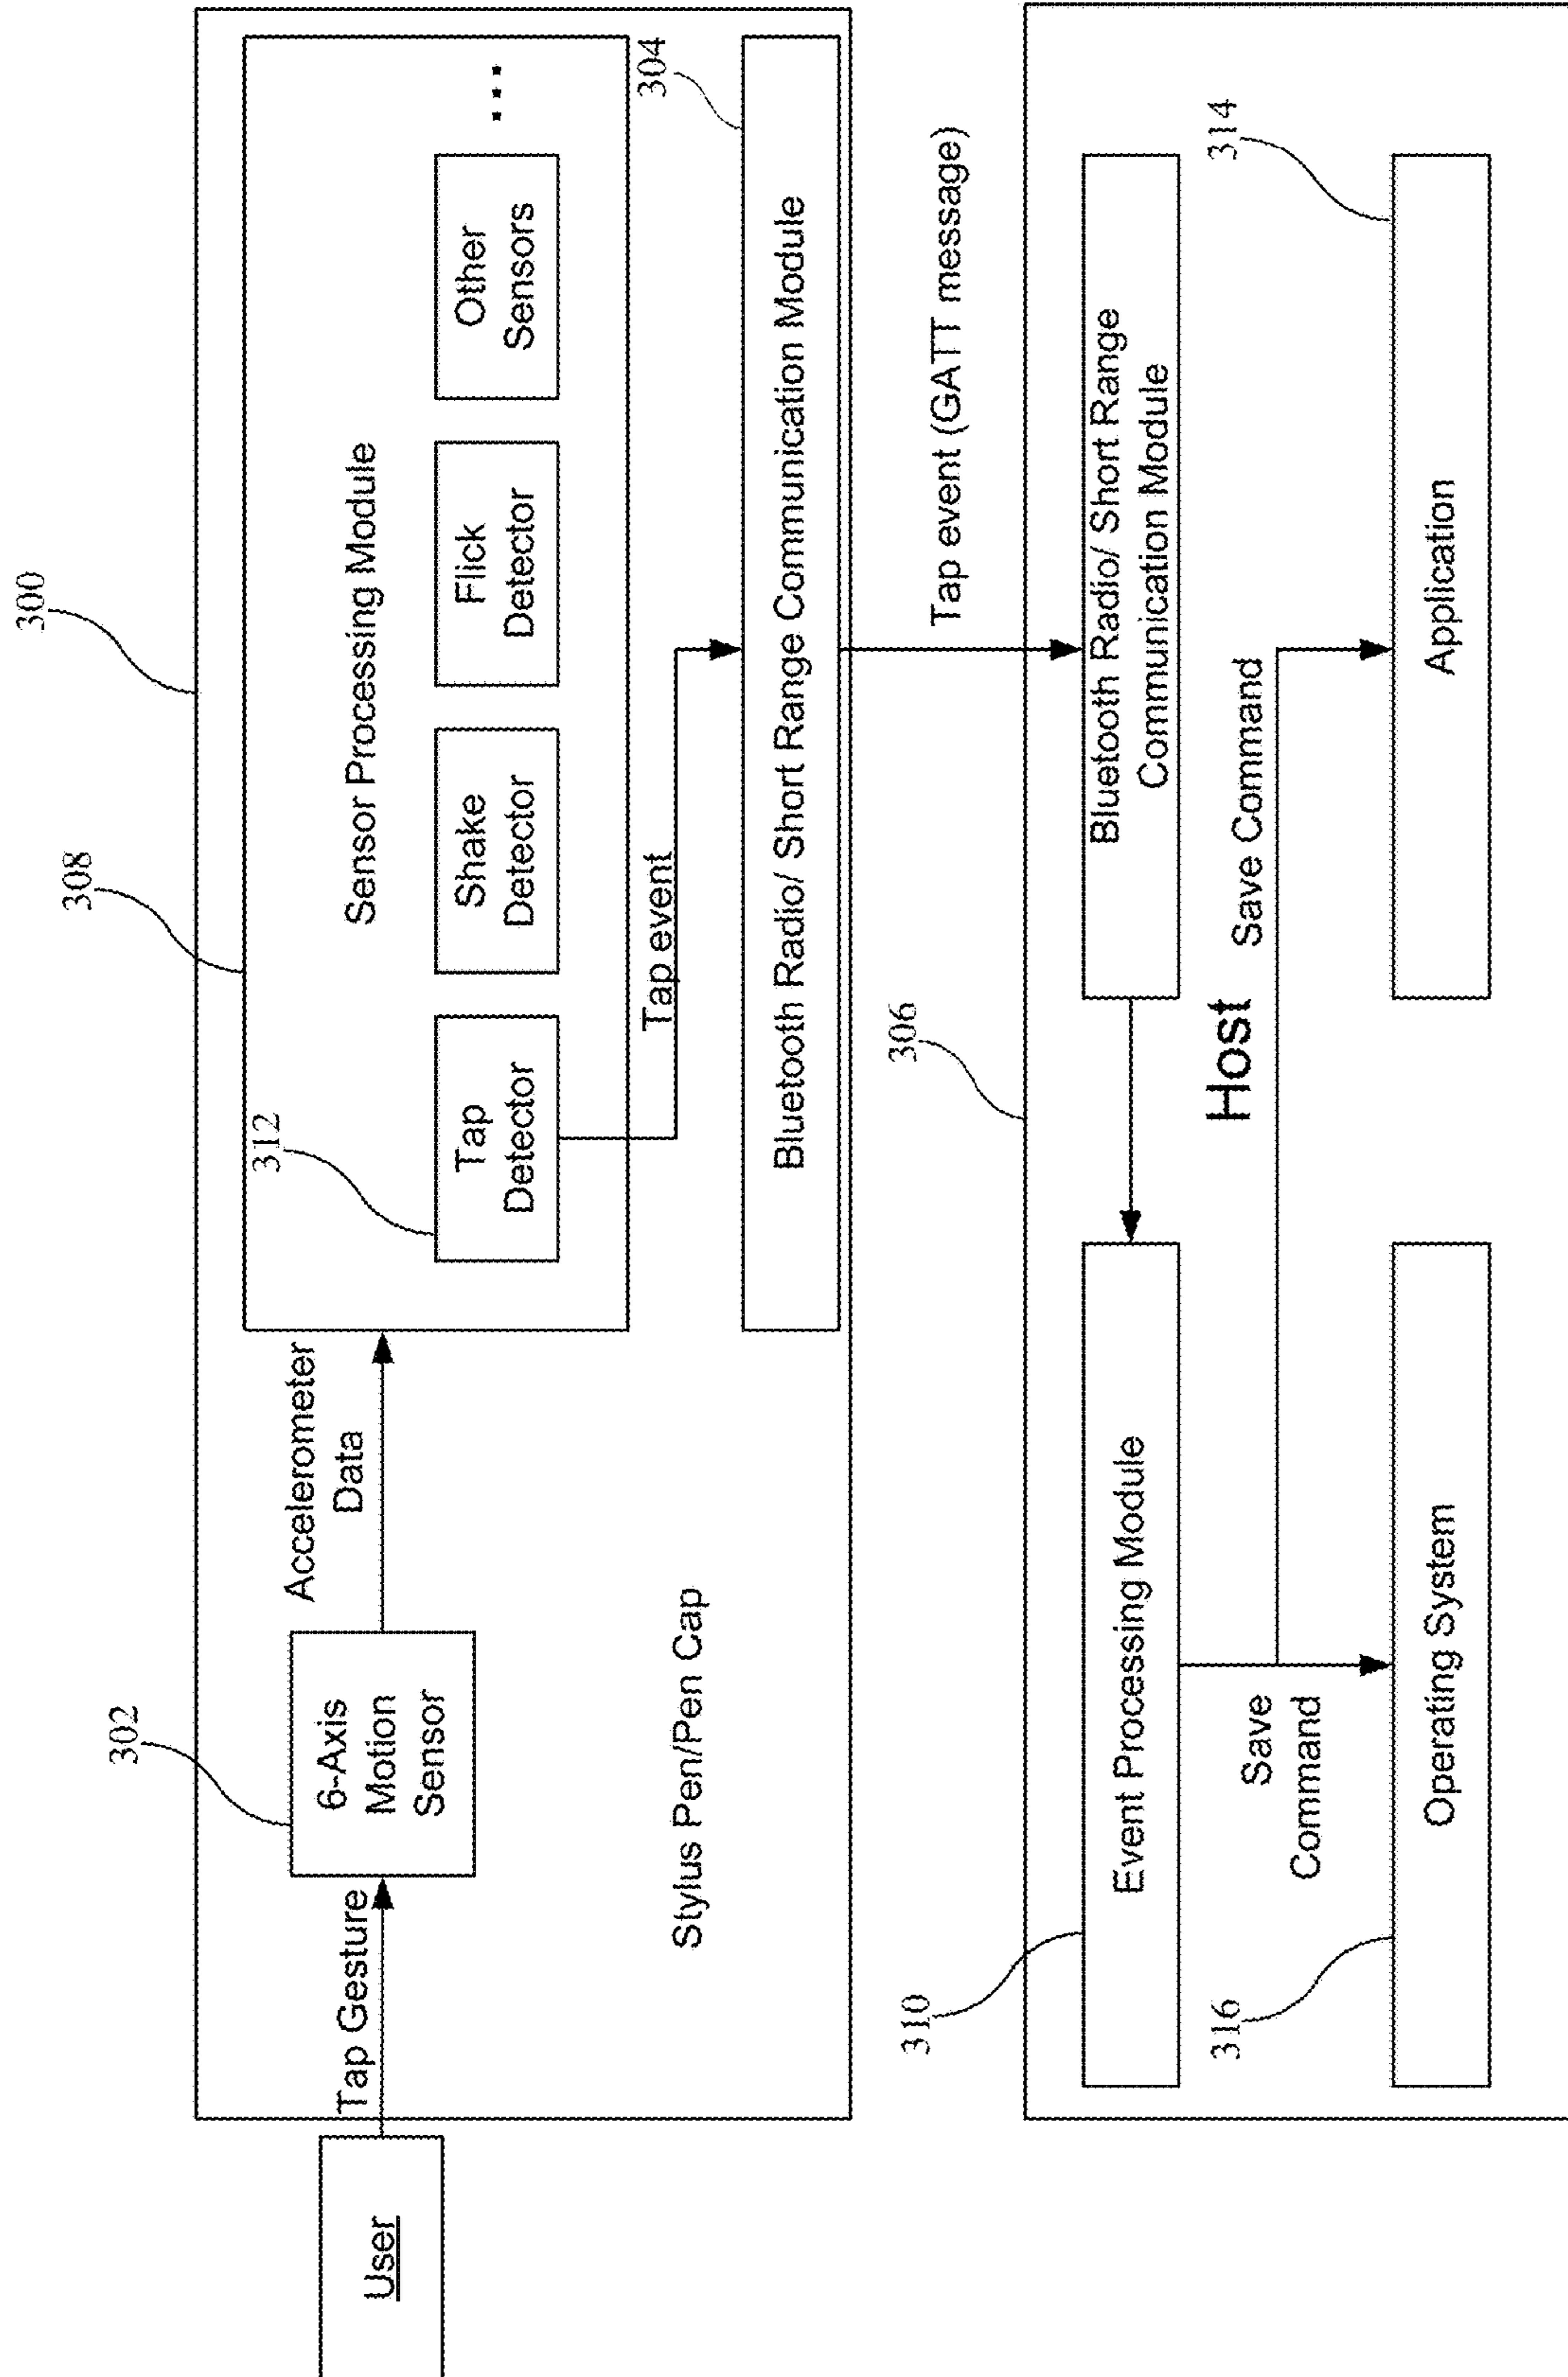 300
308
302
312
304
User
Tap Gesture
6-Axis
Motion
Sensor
Accelerometer
Data
Sensor Processing Module
Tap
Detector
Shake
Detector
Flick
Detector
Other
Sensors
...
Tap event
Stylus Pen/Pen Cap
Bluetooth Radio/ Short Range Communication Module
Tap event (GATT message)
306
310
Event Processing Module
Bluetooth Radio/ Short Range
Communication Module
Host
Save Command
Save
Command
316
Operating System
314
Application